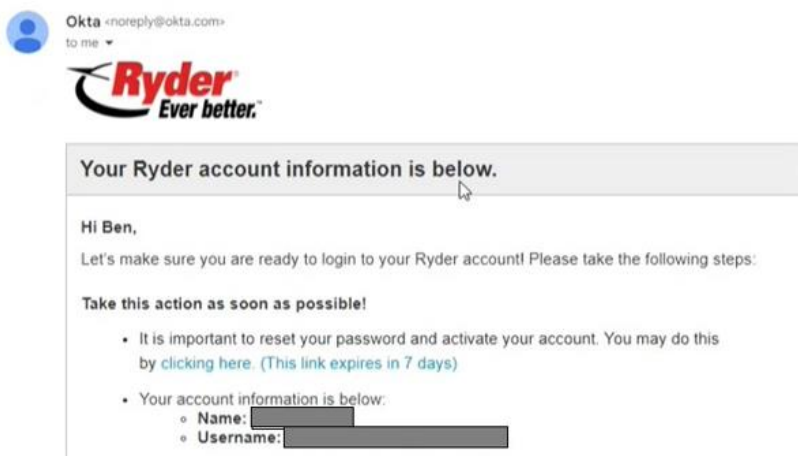 Okta <noreply@okta.com>
to me
Ryder
Ever better.™
Your Ryder account information is below.
Hi Ben,
Let's make sure you are ready to login to your Ryder account! Please take the following steps:
Take this action as soon as possible!
• It is important to reset your password and activate your account. You may do this
by clicking here. (This link expires in 7 days)
• Your account information is below:
◦ Name:
◦ Username: